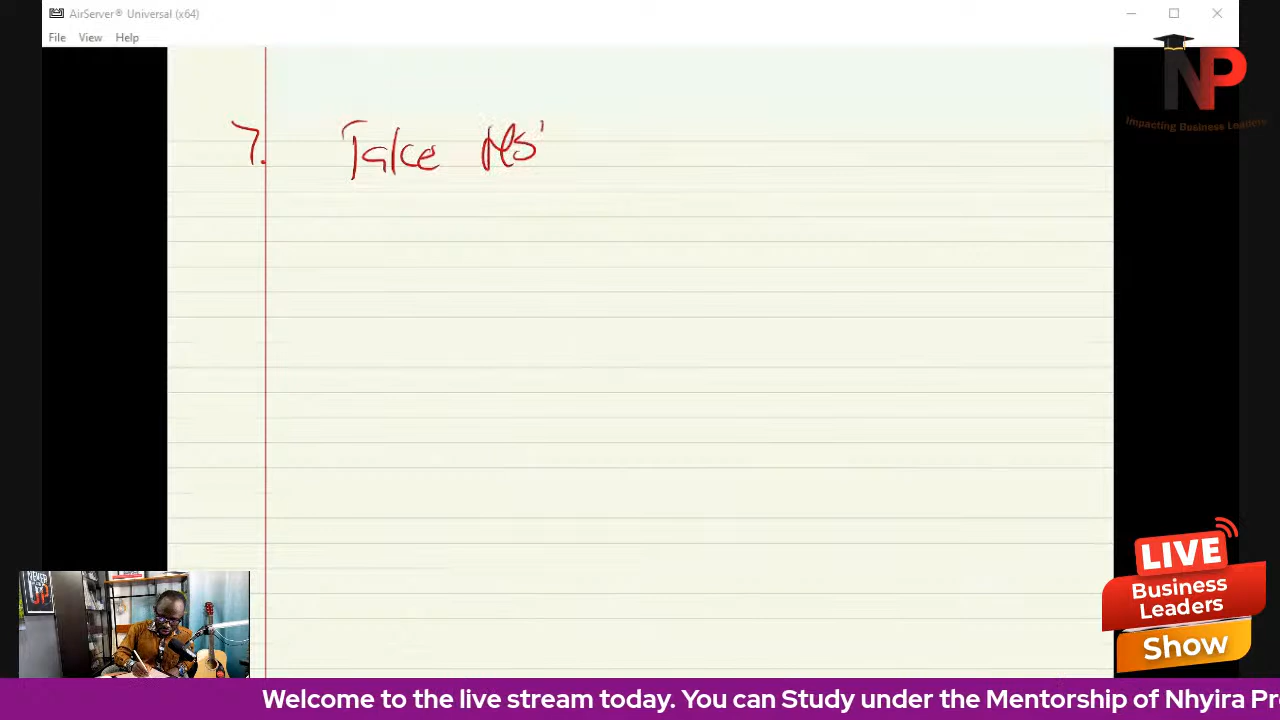 AirServer® Universal (x64)
File View Help
NP
Impacting Business Leaders
7. Take
LIVE
Business
Leaders
Show
Welcome to the live stream today. You can Study under the Mentorship of Nhyira Pr